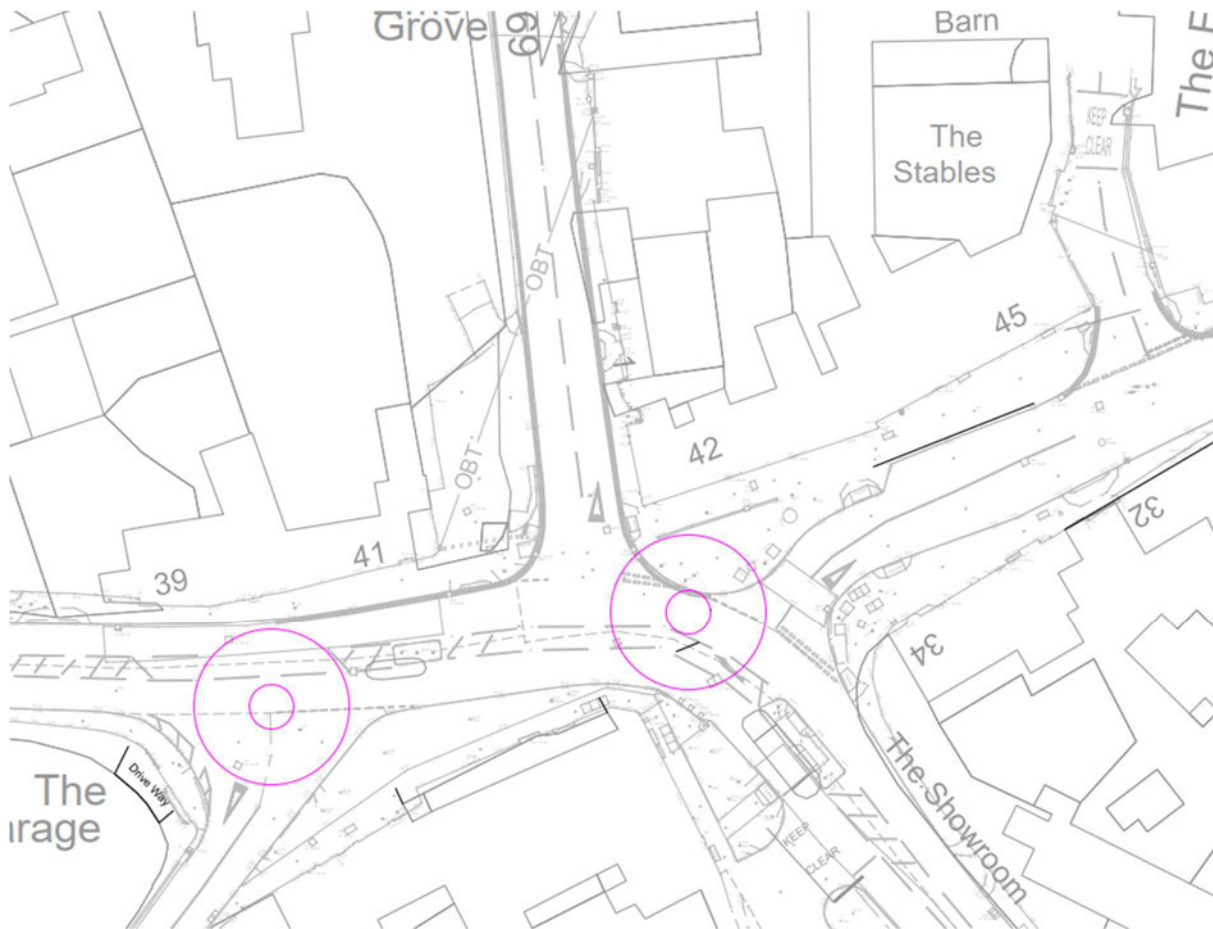 Grove
69
Barn
KEEP
CLEAR
The
Stables
OBT
45
42
OBT
41
39
32
34
The
Drive Way
The Showroom
KEEP
CLEAR